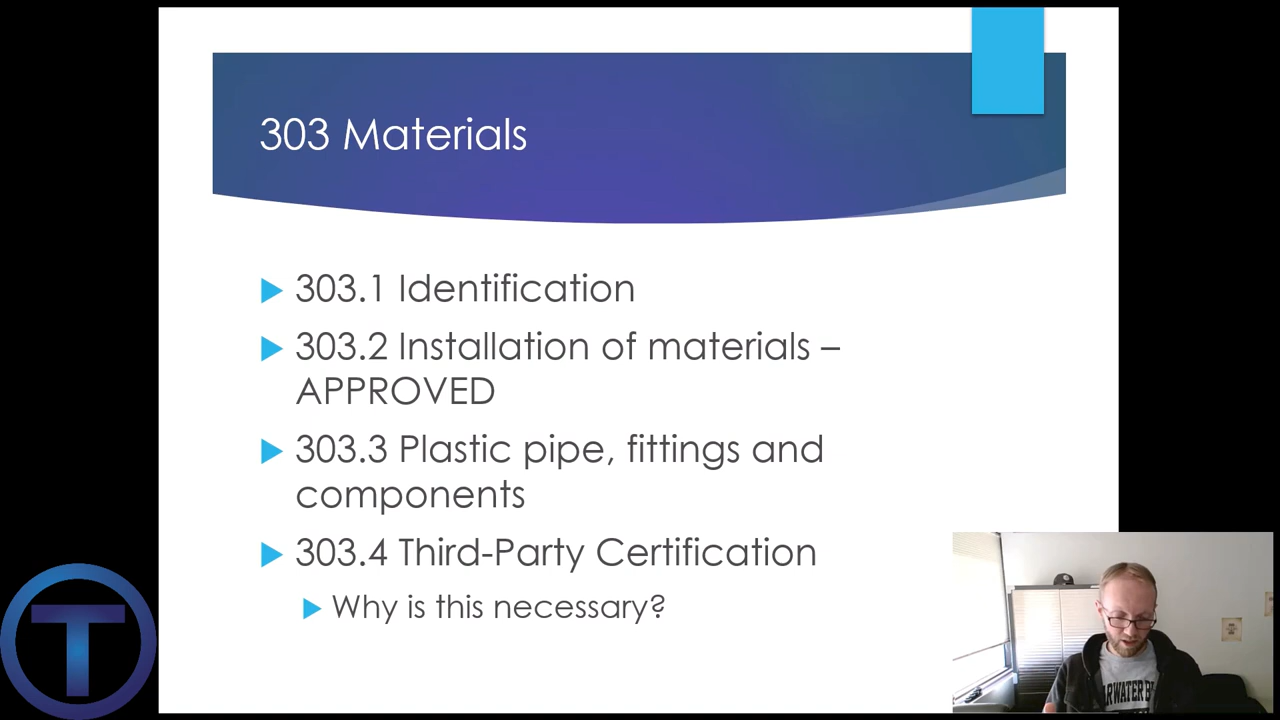 303 Materials
303.1 Identification
303.2 Installation of materials –
APPROVED
303.3 Plastic pipe, fittings and
components
303.4 Third-Party Certification
Why is this necessary?
T